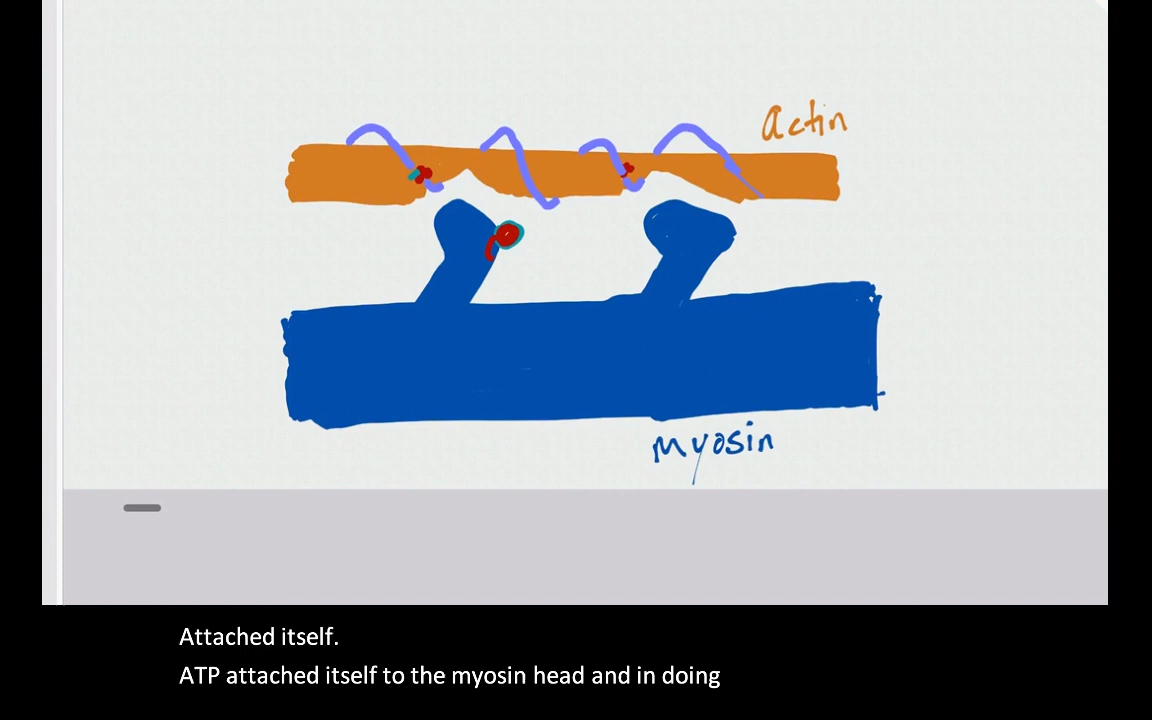 actin
myosin
Attached itself.
ATP attached itself to the myosin head and in doing